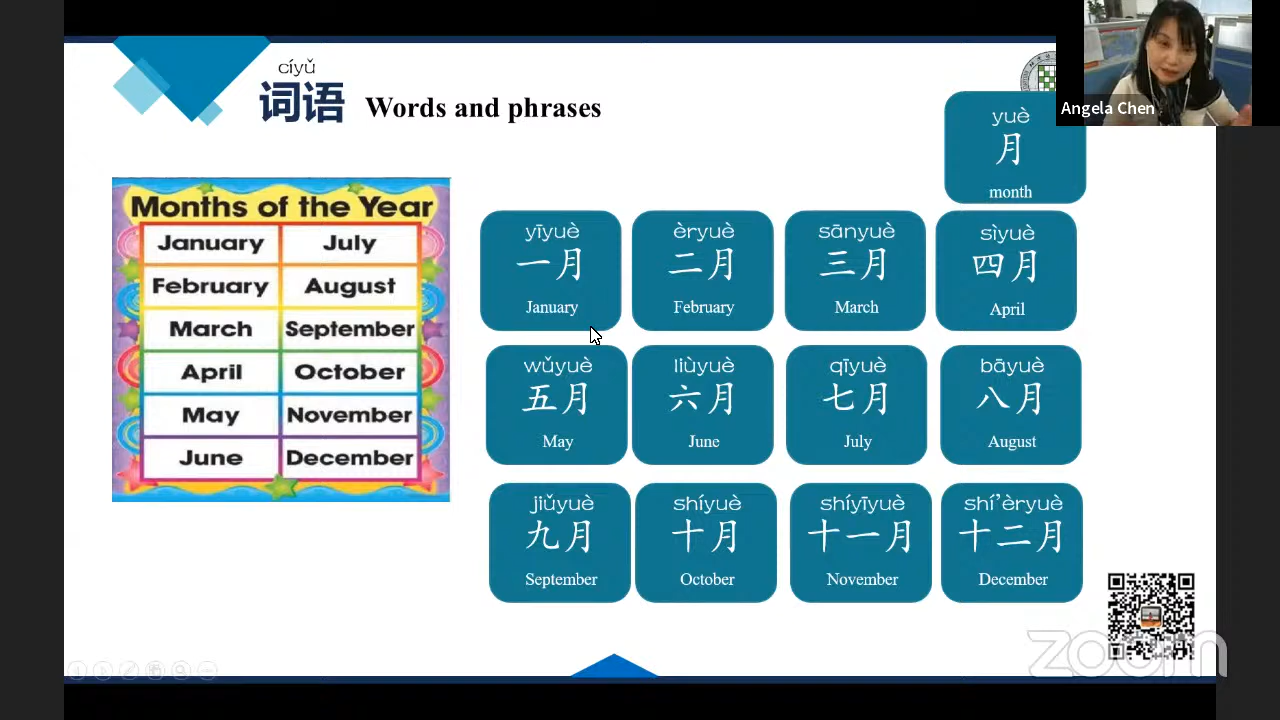 cíyǔ
词语 Words and phrases
Angela Chen
yuè
月
month
Months of the Year
January July
February August
March September
April October
May November
June December
yīyuè
一月
January
èryuè
二月
February
sānyuè
三月
March
sìyuè
四月
April
wǔyuè
五月
May
liùyuè
六月
June
qīyuè
七月
July
bāyuè
八月
August
jiǔyuè
九月
September
shíyuè
十月
October
shíyīyuè
十一月
November
shí’èryuè
十二月
December
zoom